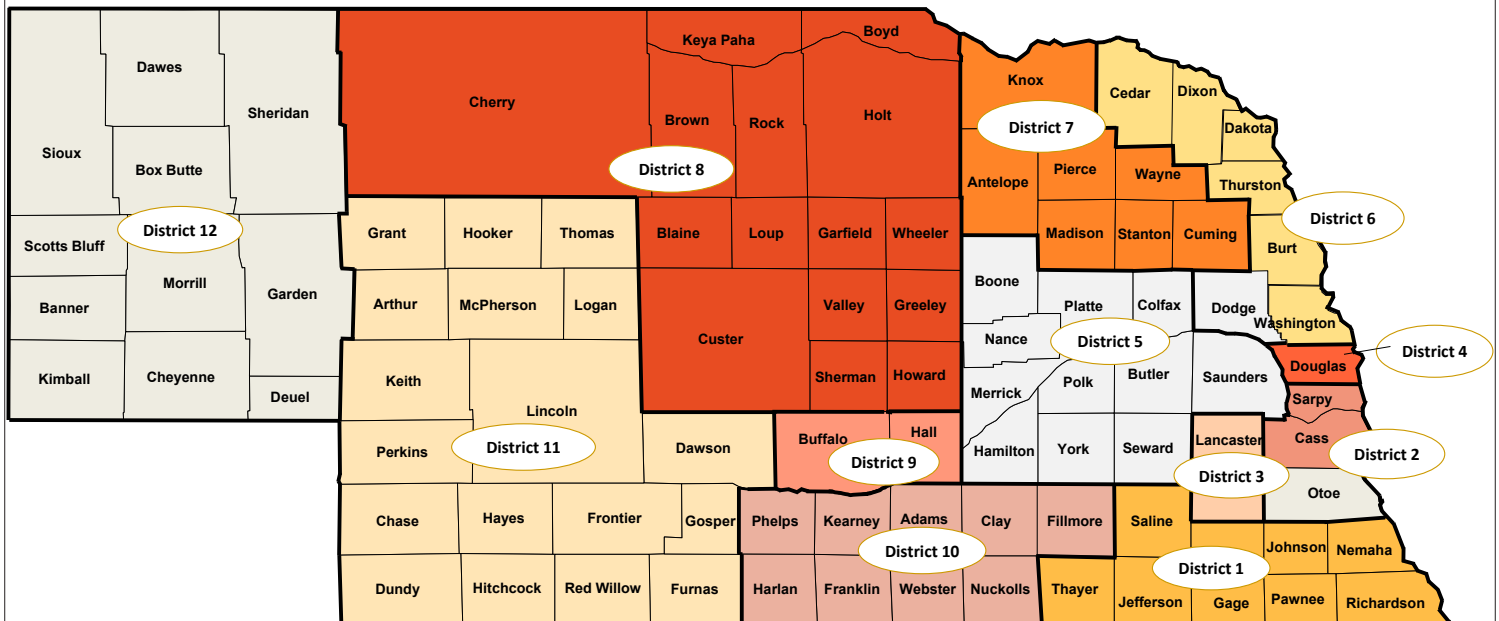 Keya Paha
Boyd
Dawes
Knox
Cedar
Dixon
Cherry
Sheridan
Holt
Brown
Rock
District 7
Dakota
Sioux
Box Butte
District 8
Pierce
Wayne
Antelope
Thurston
District 12
Grant
Hooker
Thomas
Blaine
Loup
Garfield
Wheeler
Madison
Stanton
Cuming
District 6
Scotts Bluff
Burt
Morrill
Garden
Boone
Banner
Arthur
McPherson
Logan
Valley
Greeley
Platte
Colfax
Dodge
Washington
Custer
Nance
District 5
District 4
Kimball
Cheyenne
Keith
Sherman
Howard
Polk
Butler
Saunders
Douglas
Deuel
Merrick
Sarpy
Lincoln
Perkins
District 11
Dawson
Buffalo
Hall
District 9
Hamilton
York
Seward
Lancaster
Cass
District 2
District 3
Otoe
Chase
Hayes
Frontier
Gosper
Phelps
Kearney
Adams
Clay
Fillmore
Saline
District 10
Johnson
Nemaha
District 1
Dundy
Hitchcock
Red Willow
Furnas
Harlan
Franklin
Webster
Nuckolls
Thayer
Jefferson
Gage
Pawnee
Richardson